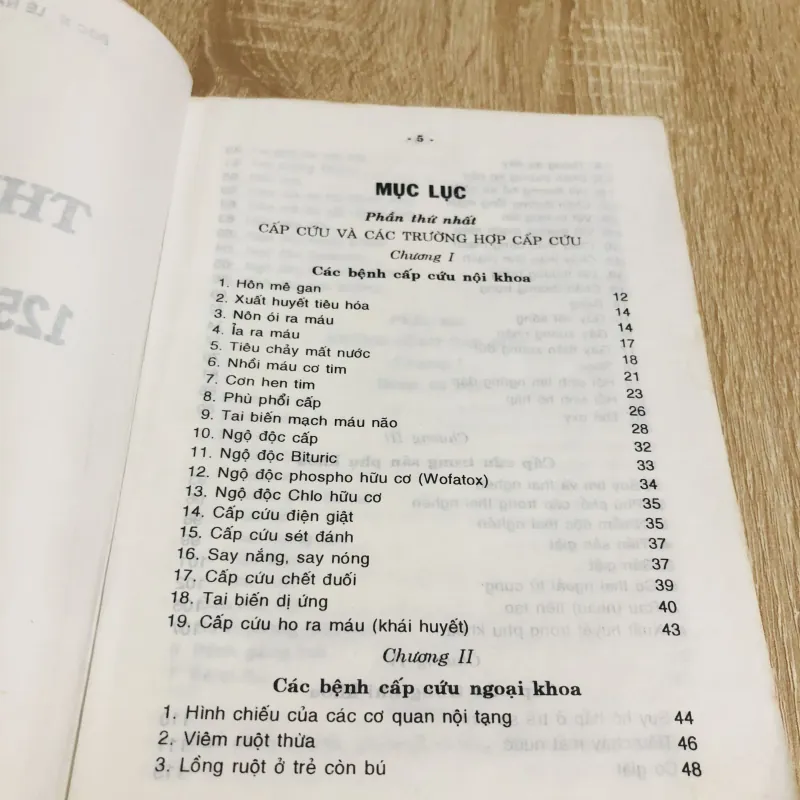 - 5 -
MỤC LỤC
Phần thứ nhất
CẤP CỨU VÀ CÁC TRƯỜNG HỢP CẤP CỨU
Chương I
Các bệnh cấp cứu nội khoa
1. Hôn mê gan 12
2. Xuất huyết tiêu hóa 14
3. Nôn ói ra máu 14
4. Ỉa ra máu 17
5. Tiêu chảy mất nước 18
6. Nhồi máu cơ tim 21
7. Cơn hen tim 23
8. Phù phổi cấp 26
9. Tai biến mạch máu não 28
10. Ngộ độc cấp 32
11. Ngộ độc Bituric 33
12. Ngộ độc phospho hữu cơ (Wofatox) 34
13. Ngộ độc Chlo hữu cơ 35
14. Cấp cứu điện giật 35
15. Cấp cứu sét đánh 37
16. Say nắng, say nóng 37
17. Cấp cứu chết đuối 39
18. Tai biến dị ứng 40
19. Cấp cứu ho ra máu (khái huyết) 43
Chương II
Các bệnh cấp cứu ngoại khoa
1. Hình chiếu của các cơ quan nội tạng 44
2. Viêm ruột thừa 46
3. Lồng ruột ở trẻ còn bú 48